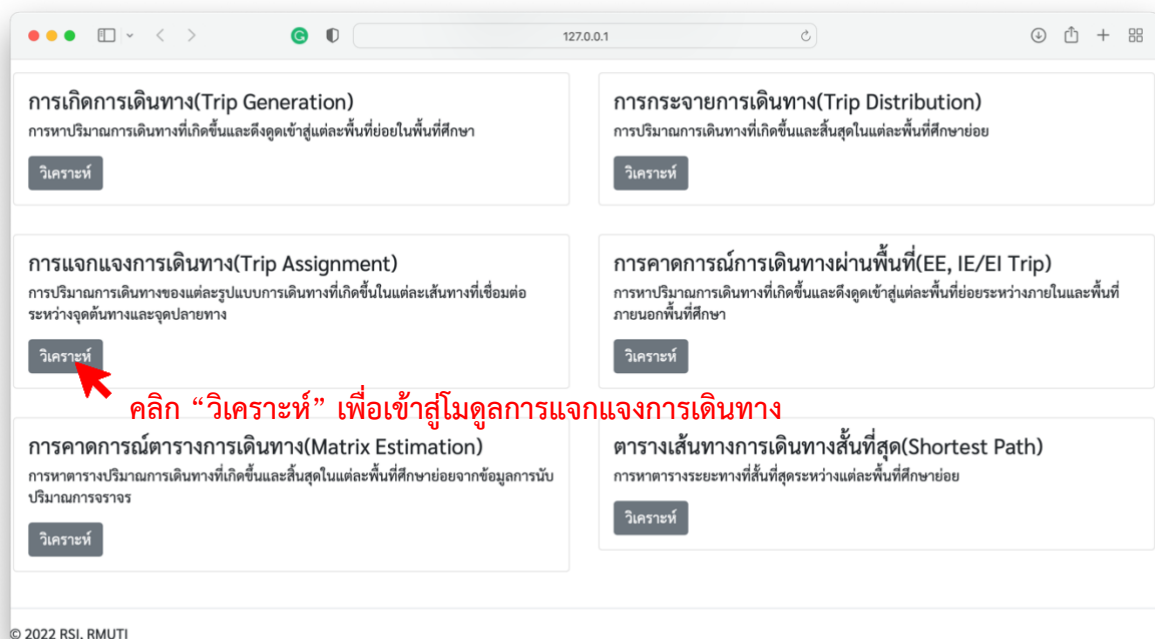 127.0.0.1
การเกิดการเดินทาง(Trip Generation)
การหาปริมาณการเดินทางที่เกิดขึ้นและดึงดูดเข้าสู่แต่ละพื้นที่ย่อยในพื้นที่ศึกษา
วิเคราะห์
การกระจายการเดินทาง(Trip Distribution)
การปริมาณการเดินทางที่เกิดขึ้นและสิ้นสุดในแต่ละพื้นที่ศึกษาย่อย
วิเคราะห์
การแจกแจงการเดินทาง(Trip Assignment)
การปริมาณการเดินทางของแต่ละรูปแบบการเดินทางที่เกิดขึ้นในแต่ละเส้นทางที่เชื่อมต่อ
ระหว่างจุดต้นทางและจุดปลายทาง
วิเคราะห์
การคาดการณ์การเดินทางผ่านพื้นที่(EE, IE/EI Trip)
การหาปริมาณการเดินทางที่เกิดขึ้นและดึงดูดเข้าสู่แต่ละพื้นที่ย่อยระหว่างภายในและพื้นที่
ภายนอกพื้นที่ศึกษา
วิเคราะห์
คลิก “วิเคราะห์” เพื่อเข้าสู่โมดูลการแจกแจงการเดินทาง
การคาดการณ์ตารางการเดินทาง(Matrix Estimation)
การหาตารางปริมาณการเดินทางที่เกิดขึ้นและสิ้นสุดในแต่ละพื้นที่ศึกษาย่อยจากข้อมูลการนับ
ปริมาณการจราจร
วิเคราะห์
ตารางเส้นทางการเดินทางสั้นที่สุด(Shortest Path)
การหาตารางระยะทางที่สั้นที่สุดระหว่างแต่ละพื้นที่ศึกษาย่อย
วิเคราะห์
© 2022 RSI, RMUTI